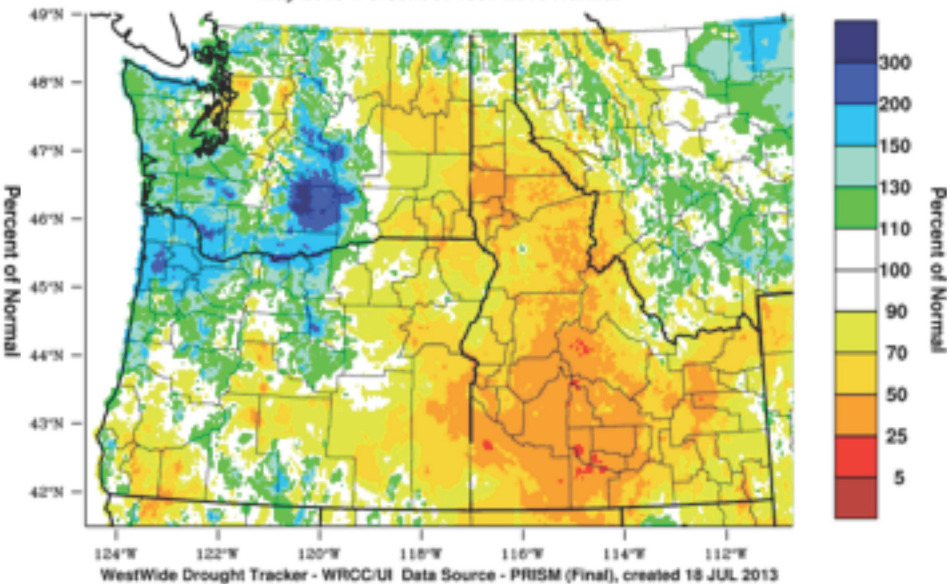 49°N
48°N
47°N
46°N
45°N
44°N
43°N
42°N
Percent of Normal
124°W 122°W 120°W 118°W 116°W 114°W 112°W
300
200
150
130
110
100
90
70
50
25
5
Percent of Normal
WestWide Drought Tracker - WRCC/UI Data Source - PRISM (Final), created 18 JUL 2013